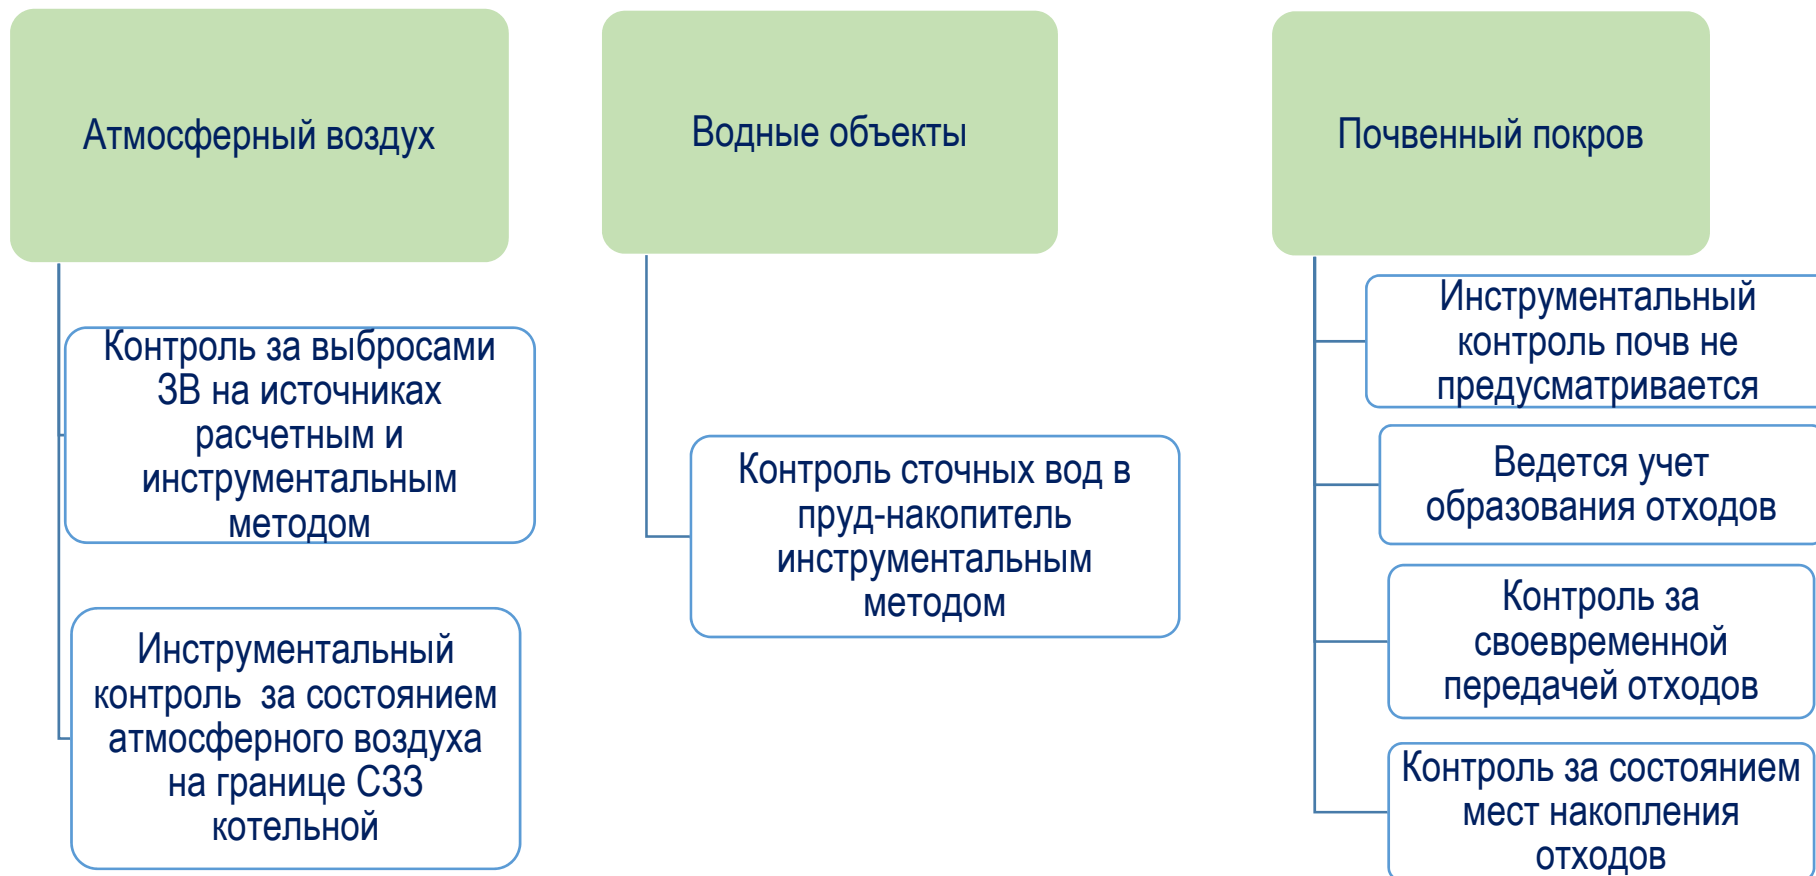 Атмосферный воздух
Контроль за выбросами
ЗВ на источниках
расчетным и
инструментальным
методом
Инструментальный
контроль за состоянием
атмосферного воздуха
на границе СЗЗ
котельной
Водные объекты
Контроль сточных вод в
пруд-накопитель
инструментальным
методом
Почвенный покров
Инструментальный
контроль почв не
предусматривается
Ведется учет
образования отходов
Контроль за
своевременной
передачей отходов
Контроль за состоянием
мест накопления
отходов